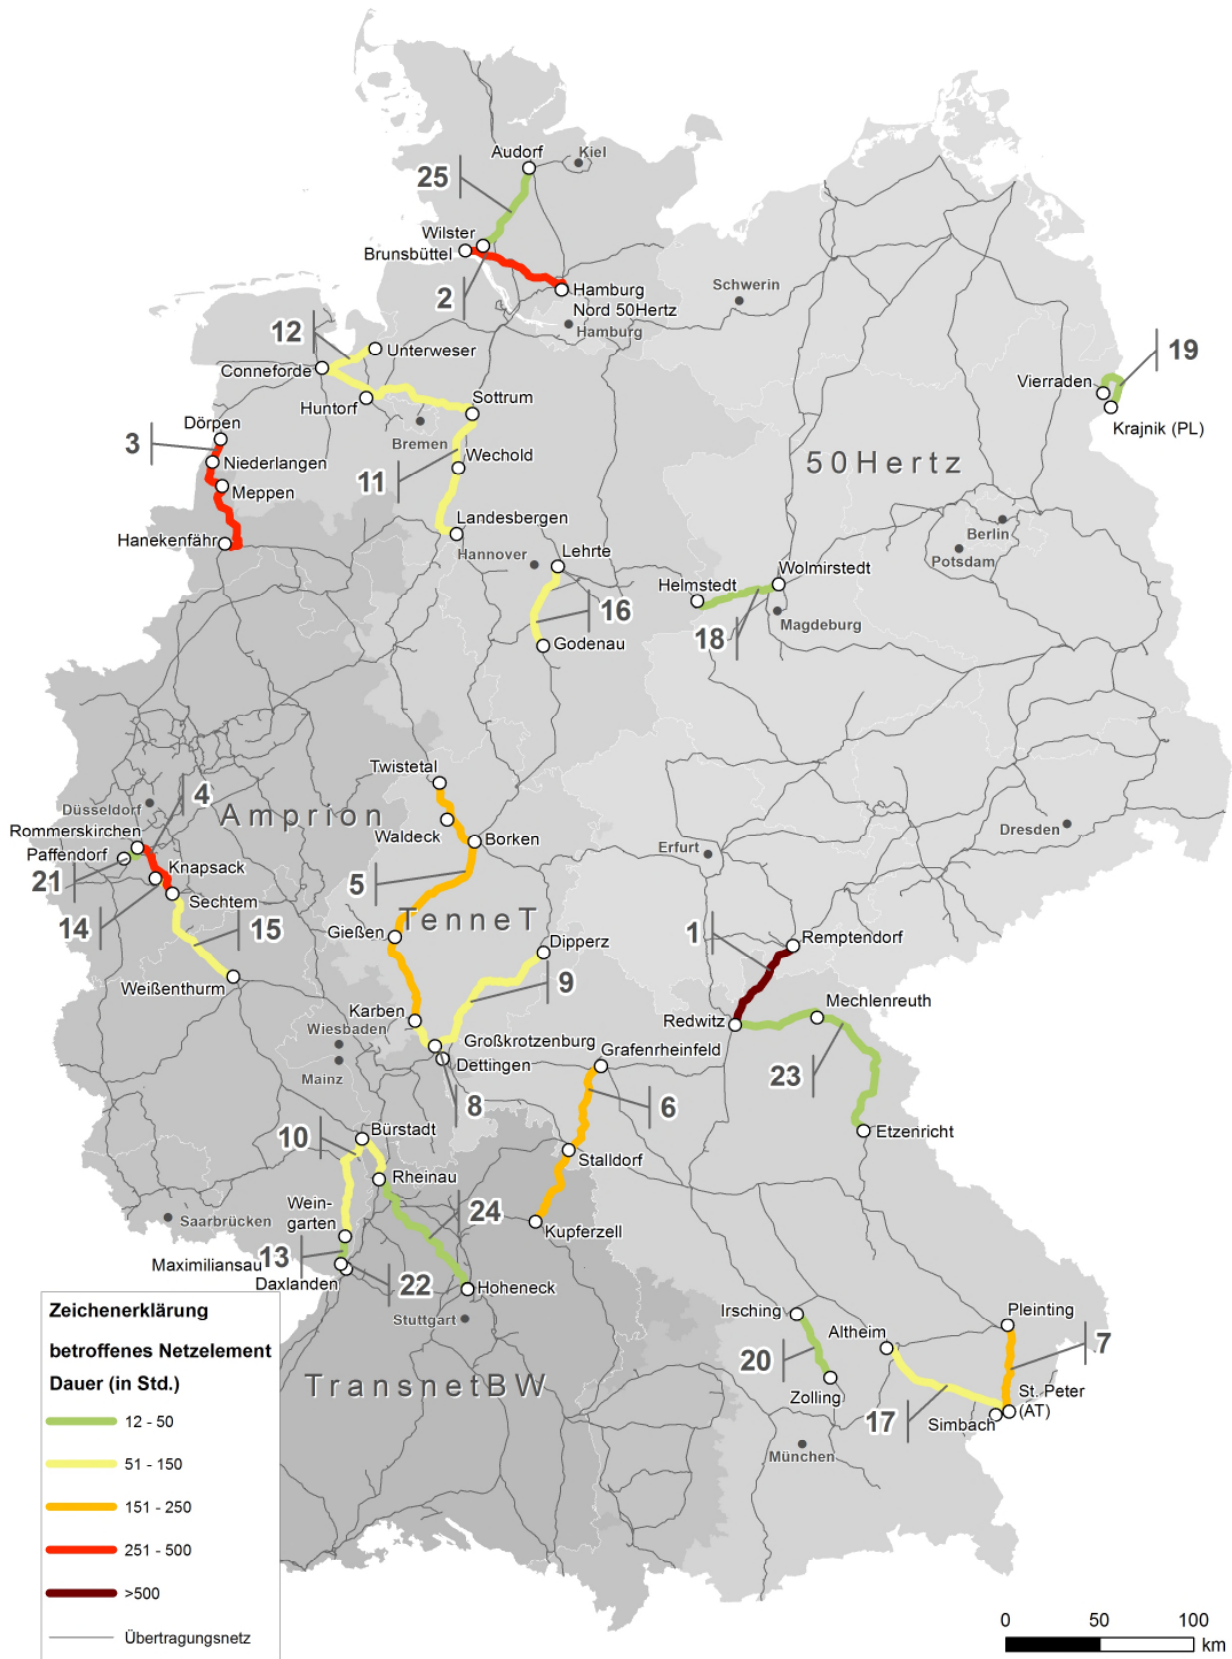 Audorf
Kiel
25
Wilster
Brunsbüttel
2
Hamburg
Nord 50Hertz
Hamburg
Schwerin
12
Unterweser
Conneforde
19
Vierraden
Krajnik (PL)
Huntorf
Sottrum
Bremen
Dörpen
3
Niederlangen
Meppen
Wechold
11
50Hertz
Hanekenfähr
Landesbergen
Hannover
Lehrte
Berlin
Potsdam
Helmstedt
Wolmirstedt
16
18
Magdeburg
Godenau
Twistetal
4
Düsseldorf
Amprion
Rommerskirchen
Waldeck
Borken
Dresden
Paffendorf
Erfurt
21
Knapsack
5
Sechtem
14
15
TenneT
Gießen
1
Remptendorf
Dipperz
9
Weißenthurm
Mechlenreuth
Karben
Redwitz
Wiesbaden
Großkrotzenburg
Grafenrheinfeld
Dettingen
Mainz
23
8
6
10
Bürstadt
Etzenricht
Stalldorf
Rheinau
Wein-
garten
24
Saarbrücken
Kupferzell
13
Maximiliansau
Daxlanden
22
Hoheneck
Stuttgart
Irsching
Pleinting
Altheim
7
20
TransnetBW
Zolling
St. Peter
(AT)
17
Simbach
München
Zeichenerklärung
betroffenes Netzelement
Dauer (in Std.)
12 - 50
51 - 150
151 - 250
251 - 500
>500
Übertragungsnetz
0 50 100
km